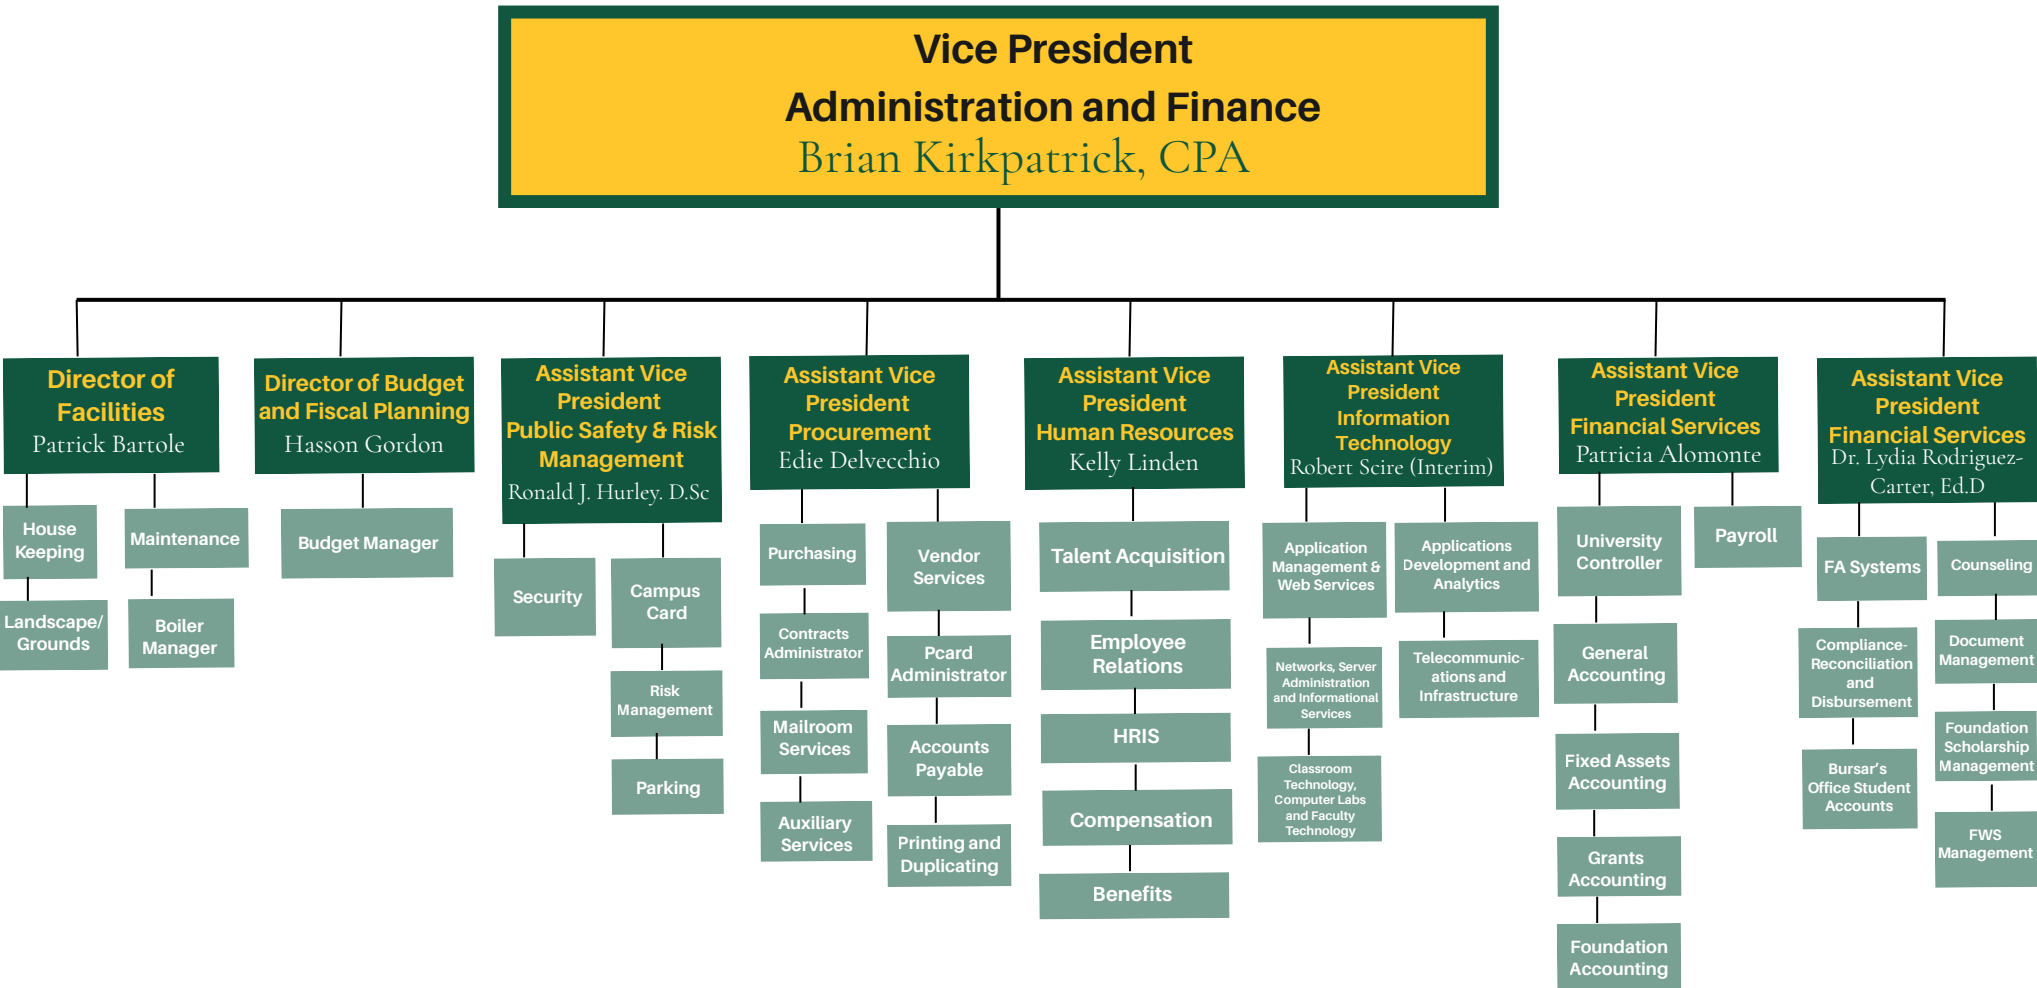 Vice President
Administration and Finance
Brian Kirkpatrick, CPA
Director of
Facilities
Patrick Bartole
House
Keeping
Landscape/
Grounds
Maintenance
Boiler
Manager
Director of Budget
and Fiscal Planning
Hasson Gordon
Budget Manager
Assistant Vice
President
Public Safety & Risk
Management
Ronald J. Hurley. D.Sc
Security
Campus
Card
Risk
Management
Parking
Assistant Vice
President
Procurement
Edie Delvecchio
Purchasing
Contracts
Administrator
Mailroom
Services
Auxiliary
Services
Vendor
Services
Pcard
Administrator
Accounts
Payable
Printing and
Duplicating
Assistant Vice
President
Human Resources
Kelly Linden
Talent Acquisition
Employee
Relations
HRIS
Compensation
Benefits
Assistant Vice
President
Information
Technology
Robert Scire (Interim)
Application
Management &
Web Services
Networks, Server
Administration
and Informational
Services
Classroom
Technology,
Computer Labs
and Faculty
Technology
Applications
Development and
Analytics
Telecommunic-
ations and
Infrastructure
Assistant Vice
President
Financial Services
Patricia Alomonte
University
Controller
General
Accounting
Fixed Assets
Accounting
Grants
Accounting
Foundation
Accounting
Payroll
Assistant Vice
President
Financial Services
Dr. Lydia Rodriguez-
Carter, Ed.D
FA Systems
Compliance-
Reconciliation
and
Disbursement
Bursar's
Office Student
Accounts
Counseling
Document
Management
Foundation
Scholarship
Management
FWS
Management